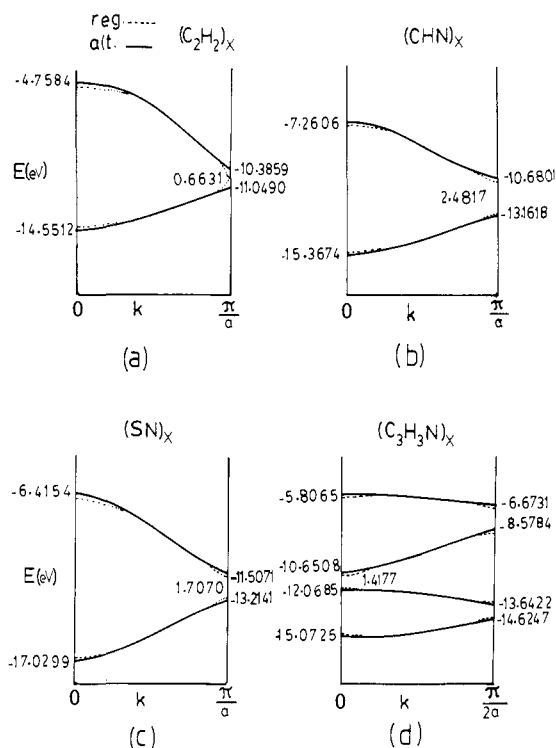 reg. -----
alt. ——
(C₂H₂)ₓ
-4.7584
E(eV)
-10.3859
0.6631
-11.0490
-14.5512
0 k π/a
(a)
(CHN)ₓ
-7.2606
-10.6801
2.4817
-13.1618
-15.3674
0 k π/a
(b)
(SN)ₓ
-6.4154
E(eV)
-11.5071
1.7070
-13.2141
-17.0299
0 k π/a
(c)
(C₃H₃N)ₓ
-5.8065
-6.6731
-8.5784
-10.6508
1.4177
-12.0685
-13.6422
-14.6247
-15.0725
0 k π/2a
(d)